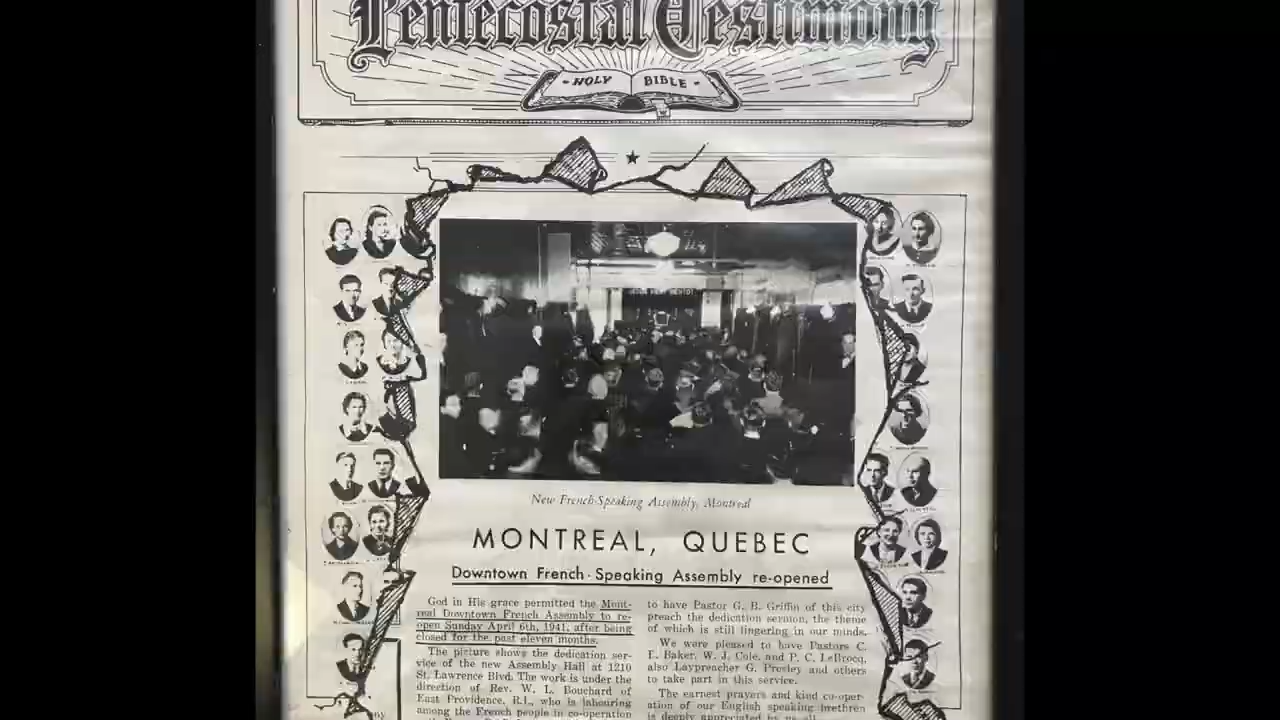 Pentecostal Testimony
HOLY BIBLE
New French-Speaking Assembly, Montreal
MONTREAL, QUEBEC
Downtown French-Speaking Assembly re-opened
God in His grace permitted the Mont-
real Downtown French Assembly to re-
open Sunday April 6th, 1941, after being
closed for the past eleven months.
The picture shows the dedication ser-
vice of the new Assembly Hall at 1210
St. Lawrence Blvd. The work is under the
direction of Rev. W. L. Bouchard of
East Providence, R.I., who is labouring
among the French people in co-operation
to have Pastor G. B. Griffin of this city
preach the dedication sermon, the theme
of which is still lingering in our minds.
We were pleased to have Pastors C.
L. Baker, W. J. Cole, and P. C. LeBrocq,
also Laypreacher G. Presley and others
to take part in this service.
The earnest prayers and kind co-oper-
ation of our English speaking brethren
is deeply appreciated by us all